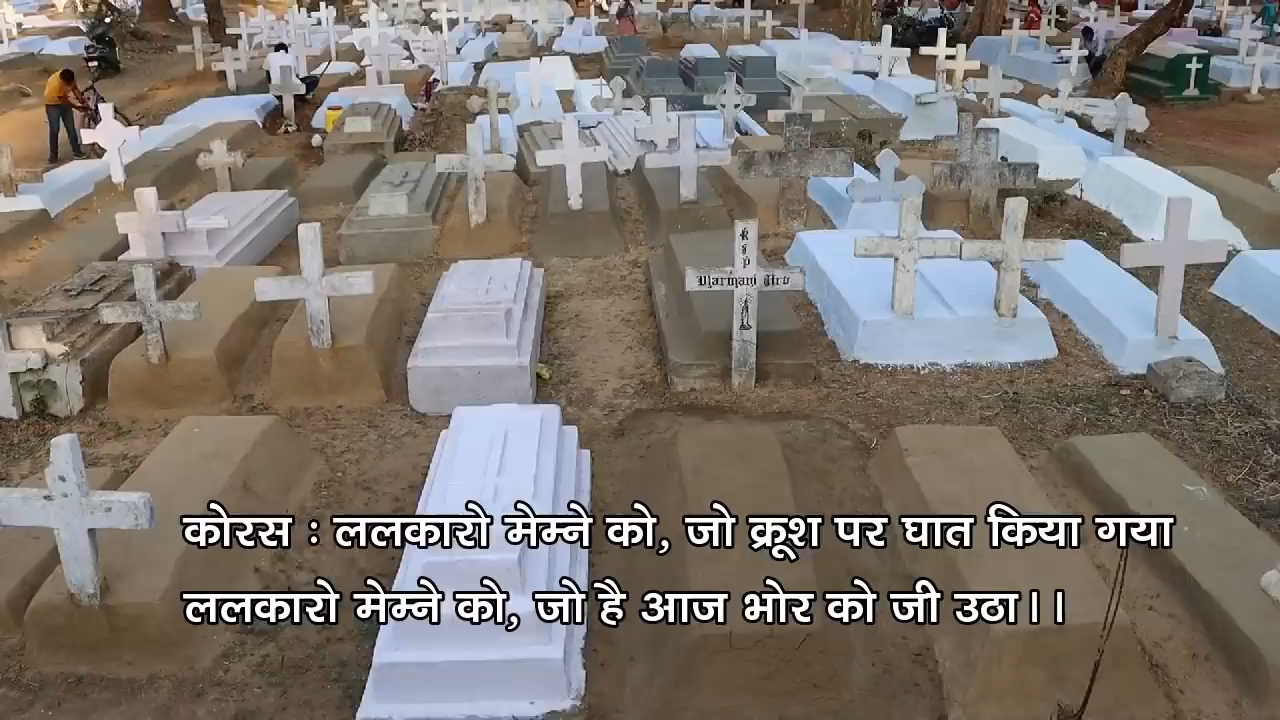 R I P
कोरस : ललकारो मेम्ने को, जो क्रूश पर घात किया गया
ललकारो मेम्ने को, जो है आज भोर को जी उठा।।